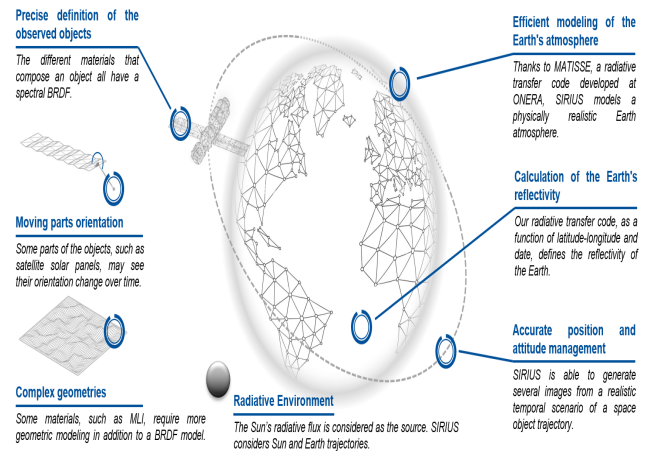 Precise definition of the
observed objects
The different materials that
compose an object all have a
spectral BRDF.
Moving parts orientation
Some parts of the objects, such as
satellite solar panels, may see
their orientation change over time.
Complex geometries
Some materials, such as MLI, require more
geometric modeling in addition to a BRDF model.
Radiative Environment
The Sun's radiative flux is considered as the source. SIRIUS
considers Sun and Earth trajectories.
Efficient modeling of the
Earth's atmosphere
Thanks to MATISSE, a radiative
transfer code developed at
ONERA, SIRIUS models a
physically realistic Earth
atmosphere.
Calculation of the Earth's
reflectivity
Our radiative transfer code, as a
function of latitude-longitude and
date, defines the reflectivity of
the Earth.
Accurate position and
attitude management
SIRIUS is able to generate
several images from a realistic
temporal scenario of a space
object trajectory.